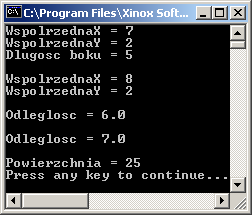 C:\Program Files\Xinox Soft...
WspolrzednaX = 7
WspolrzednaY = 2
Dlugosc boku = 5
WspolrzednaX = 8
WspolrzednaY = 2
Odleglosc = 6.0
Odleglosc = 7.0
Powierzchnia = 25
Press any key to continue...